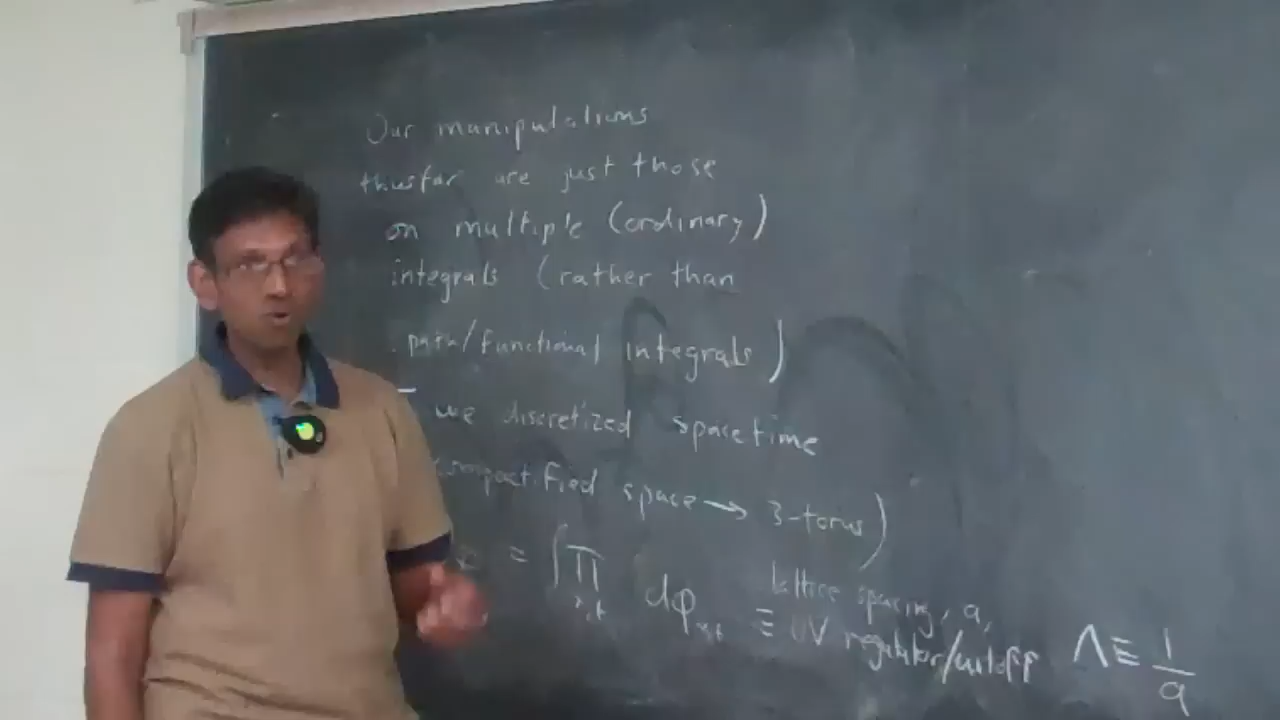 Our manipulations
thusfar are just those
on multiple (ordinary)
integrals (rather than
path/functional integrals)
we discretized spacetime
compactified space → 3-torus)
≡ ∫∏ₓ,ₜ dφₓ,ₜ
lattice spacing, a,
≡ UV regulator/cutoff Λ ≡ 1/a